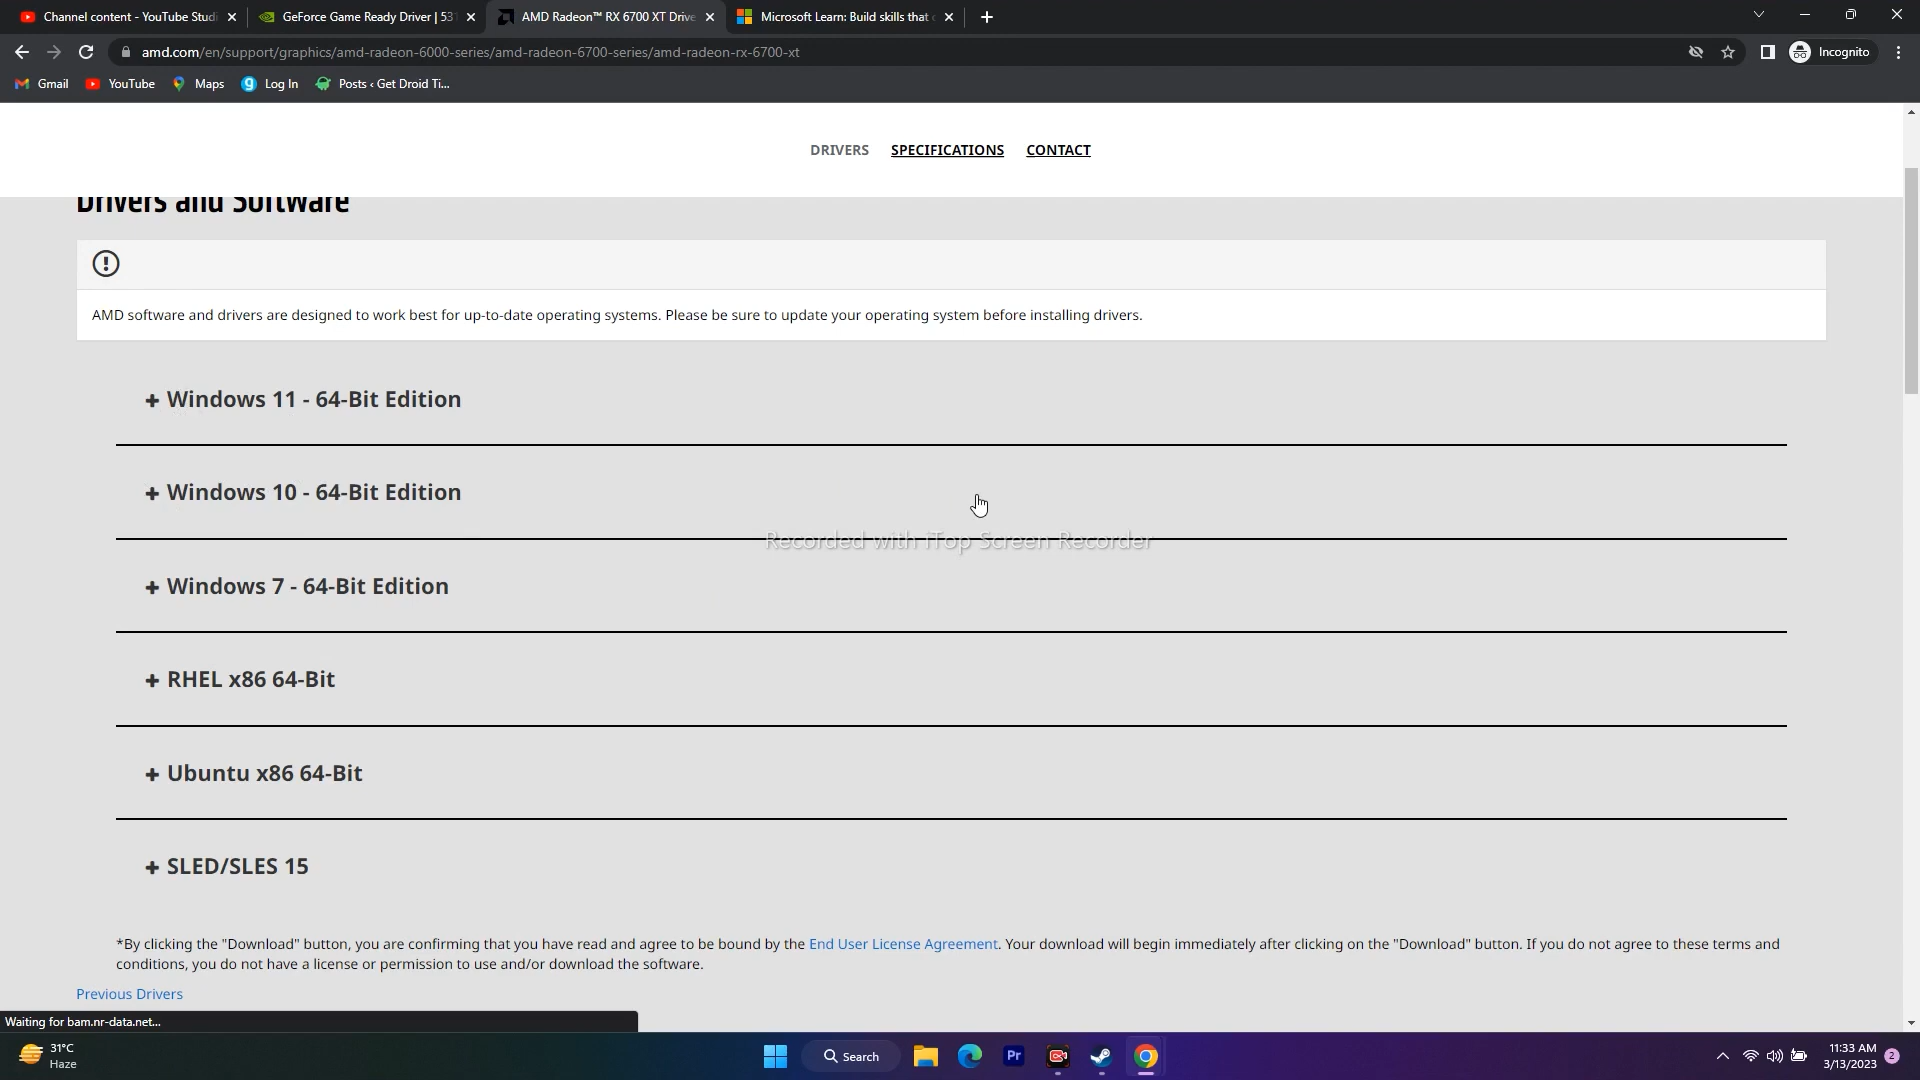 Channel content - YouTube Studi
GeForce Game Ready Driver | 531
AMD Radeon™ RX 6700 XT Drive
Microsoft Learn: Build skills that
amd.com/en/support/graphics/amd-radeon-6000-series/amd-radeon-6700-series/amd-radeon-rx-6700-xt
Incognito
Gmail
YouTube
Maps
Log In
Posts ‹ Get Droid Ti...
DRIVERS SPECIFICATIONS CONTACT
Drivers and Software
AMD software and drivers are designed to work best for up-to-date operating systems. Please be sure to update your operating system before installing drivers.
+ Windows 11 - 64-Bit Edition
+ Windows 10 - 64-Bit Edition
Recorded with iTop Screen Recorder
+ Windows 7 - 64-Bit Edition
+ RHEL x86 64-Bit
+ Ubuntu x86 64-Bit
+ SLED/SLES 15
*By clicking the "Download" button, you are confirming that you have read and agree to be bound by the End User License Agreement. Your download will begin immediately after clicking on the "Download" button. If you do not agree to these terms and
conditions, you do not have a license or permission to use and/or download the software.
Previous Drivers
Waiting for bam.nr-data.net...
31°C
Haze
Search
Pr
11:33 AM
3/13/2023
2